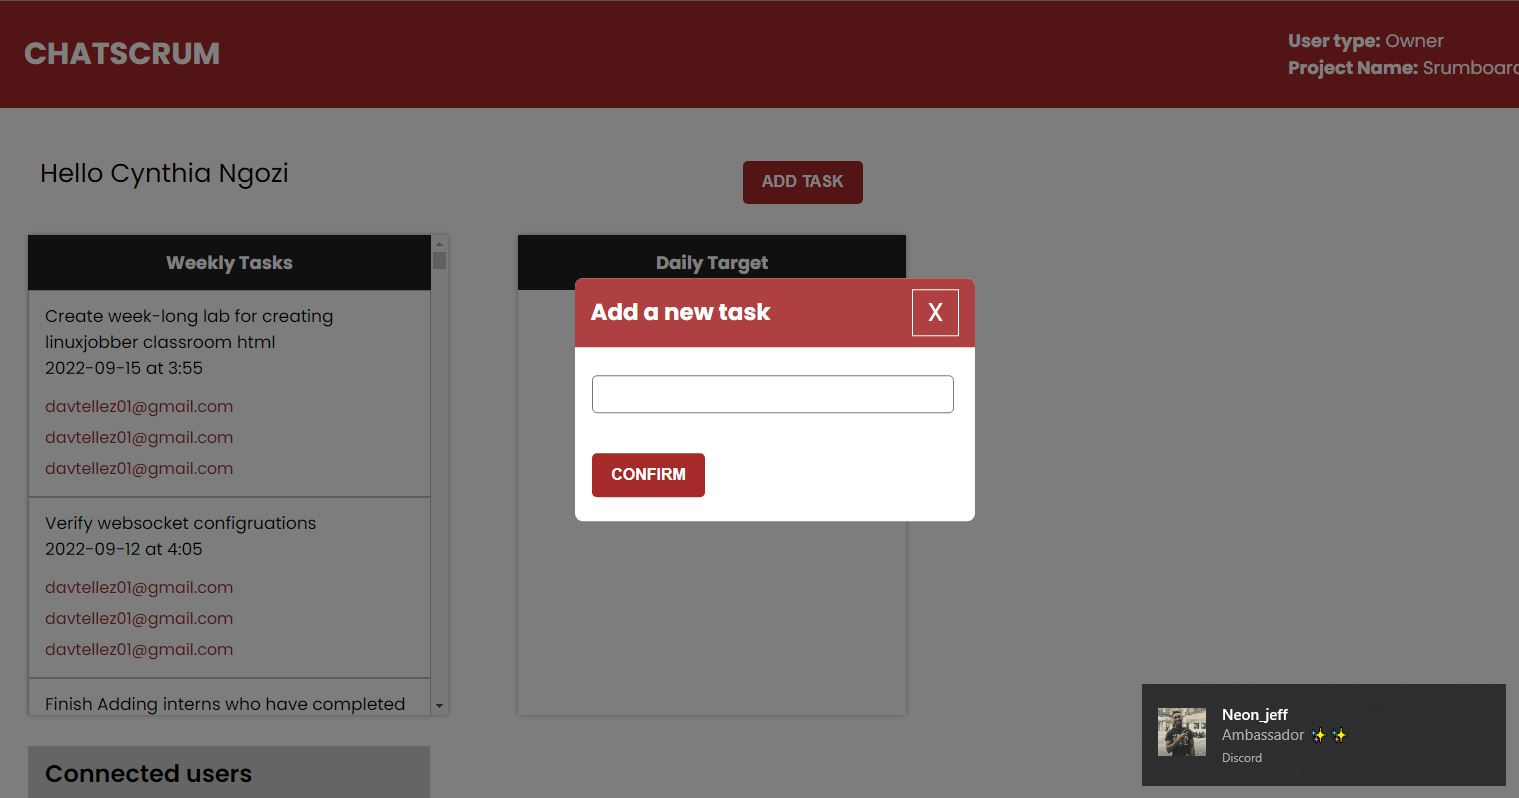 CHATSCRUM
User type: Owner
Project Name: Srumboard
Hello Cynthia Ngozi
ADD TASK
Weekly Tasks
Create week-long lab for creating
linuxjobber classroom html
2022-09-15 at 3:55
davtellez01@gmail.com
davtellez01@gmail.com
davtellez01@gmail.com
Verify websocket configruations
2022-09-12 at 4:05
davtellez01@gmail.com
davtellez01@gmail.com
davtellez01@gmail.com
Finish Adding interns who have completed
Daily Target
Add a new task
X
CONFIRM
Connected users
Neon_jeff
Ambassador ✨ ✨
Discord